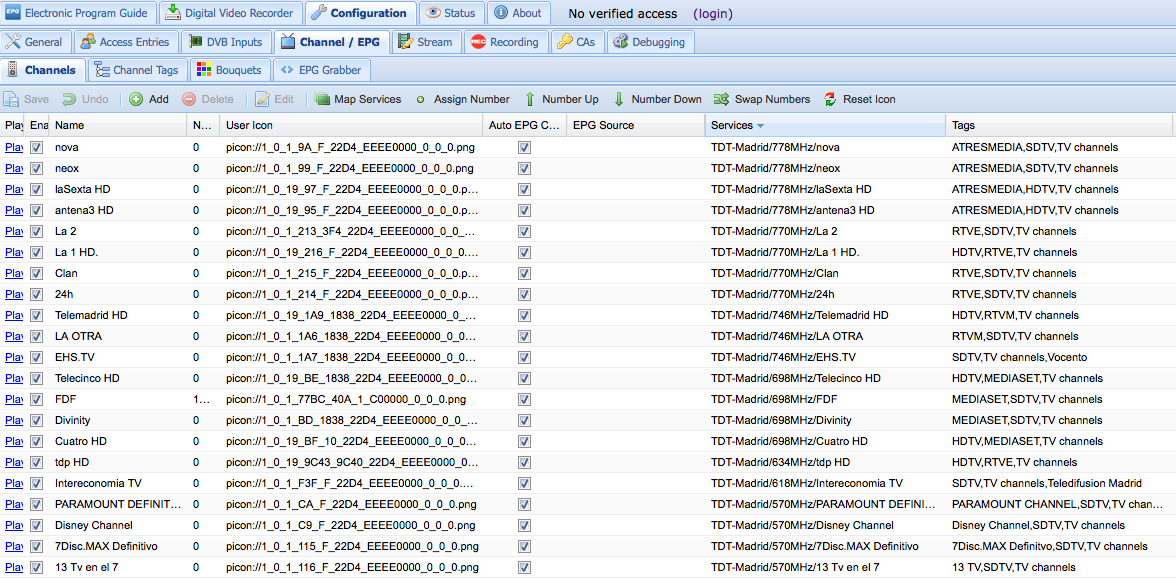 EPG Electronic Program Guide Digital Video Recorder Configuration Status About No verified access (login)
General Access Entries DVB Inputs Channel / EPG Stream REC Recording CAs Debugging
Channels Channel Tags Bouquets EPG Grabber
Save Undo Add Delete Edit Map Services Assign Number Number Up Number Down Swap Numbers Reset Icon
Play Ena Name N... User Icon Auto EPG C... EPG Source Services Tags
Play nova 0 picon://1_0_1_9A_F_22D4_EEEE0000_0_0_0.png TDT-Madrid/778MHz/nova ATRESMEDIA,SDTV,TV channels
Play neox 0 picon://1_0_1_99_F_22D4_EEEE0000_0_0_0.png TDT-Madrid/778MHz/neox ATRESMEDIA,SDTV,TV channels
Play laSexta HD 0 picon://1_0_19_97_F_22D4_EEEE0000_0_0_0.p... TDT-Madrid/778MHz/laSexta HD ATRESMEDIA,HDTV,TV channels
Play antena3 HD 0 picon://1_0_19_95_F_22D4_EEEE0000_0_0_0.p... TDT-Madrid/778MHz/antena3 HD ATRESMEDIA,HDTV,TV channels
Play La 2 0 picon://1_0_1_213_3F4_22D4_EEEE0000_0_0_... TDT-Madrid/770MHz/La 2 RTVE,SDTV,TV channels
Play La 1 HD. 0 picon://1_0_19_216_F_22D4_EEEE0000_0_0_0.... TDT-Madrid/770MHz/La 1 HD. HDTV,RTVE,TV channels
Play Clan 0 picon://1_0_1_215_F_22D4_EEEE0000_0_0_0.p... TDT-Madrid/770MHz/Clan RTVE,SDTV,TV channels
Play 24h 0 picon://1_0_1_214_F_22D4_EEEE0000_0_0_0.p... TDT-Madrid/770MHz/24h RTVE,SDTV,TV channels
Play Telemadrid HD 0 picon://1_0_19_1A9_1838_22D4_EEEE0000_0_... TDT-Madrid/746MHz/Telemadrid HD HDTV,RTVM,TV channels
Play LA OTRA 0 picon://1_0_1_1A6_1838_22D4_EEEE0000_0_0... TDT-Madrid/746MHz/LA OTRA RTVM,SDTV,TV channels
Play EHS.TV 0 picon://1_0_1_1A7_1838_22D4_EEEE0000_0_0... TDT-Madrid/746MHz/EHS.TV SDTV,TV channels,Vocento
Play Telecinco HD 0 picon://1_0_19_BE_1838_22D4_EEEE0000_0_0... TDT-Madrid/698MHz/Telecinco HD HDTV,MEDIASET,TV channels
Play FDF 1... picon://1_0_1_77BC_40A_1_C00000_0_0_0.png TDT-Madrid/698MHz/FDF MEDIASET,SDTV,TV channels
Play Divinity 0 picon://1_0_1_BD_1838_22D4_EEEE0000_0_0_... TDT-Madrid/698MHz/Divinity MEDIASET,SDTV,TV channels
Play Cuatro HD 0 picon://1_0_19_BF_10_22D4_EEEE0000_0_0_0... TDT-Madrid/698MHz/Cuatro HD HDTV,MEDIASET,TV channels
Play tdp HD 0 picon://1_0_19_9C43_9C40_22D4_EEEE0000_0... TDT-Madrid/634MHz/tdp HD HDTV,RTVE,TV channels
Play Intereconomia TV 0 picon://1_0_1_F3F_F_22D4_EEEE0000_0_0_0.... TDT-Madrid/618MHz/Intereconomia TV SDTV,TV channels,Teledifusion Madrid
Play PARAMOUNT DEFINIT... 0 picon://1_0_1_CA_F_22D4_EEEE0000_0_0_0.png TDT-Madrid/570MHz/PARAMOUNT DEFINI... PARAMOUNT CHANNEL,SDTV,TV chan...
Play Disney Channel 0 picon://1_0_1_C9_F_22D4_EEEE0000_0_0_0.png TDT-Madrid/570MHz/Disney Channel Disney Channel,SDTV,TV channels
Play 7Disc.MAX Definitivo 0 picon://1_0_1_115_F_22D4_EEEE0000_0_0_0.png TDT-Madrid/570MHz/7Disc.MAX Definitivo 7Disc.MAX Definitvo,SDTV,TV channels
Play 13 Tv en el 7 0 picon://1_0_1_116_F_22D4_EEEE0000_0_0_0.png TDT-Madrid/570MHz/13 Tv en el 7 13 TV,SDTV,TV channels